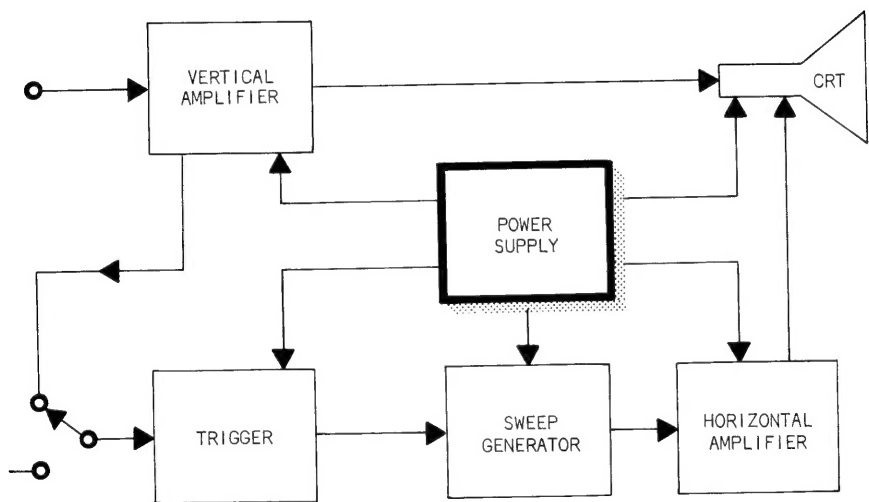 VERTICAL
AMPLIFIER
CRT
POWER
SUPPLY
TRIGGER
SWEEP
GENERATOR
HORIZONTAL
AMPLIFIER